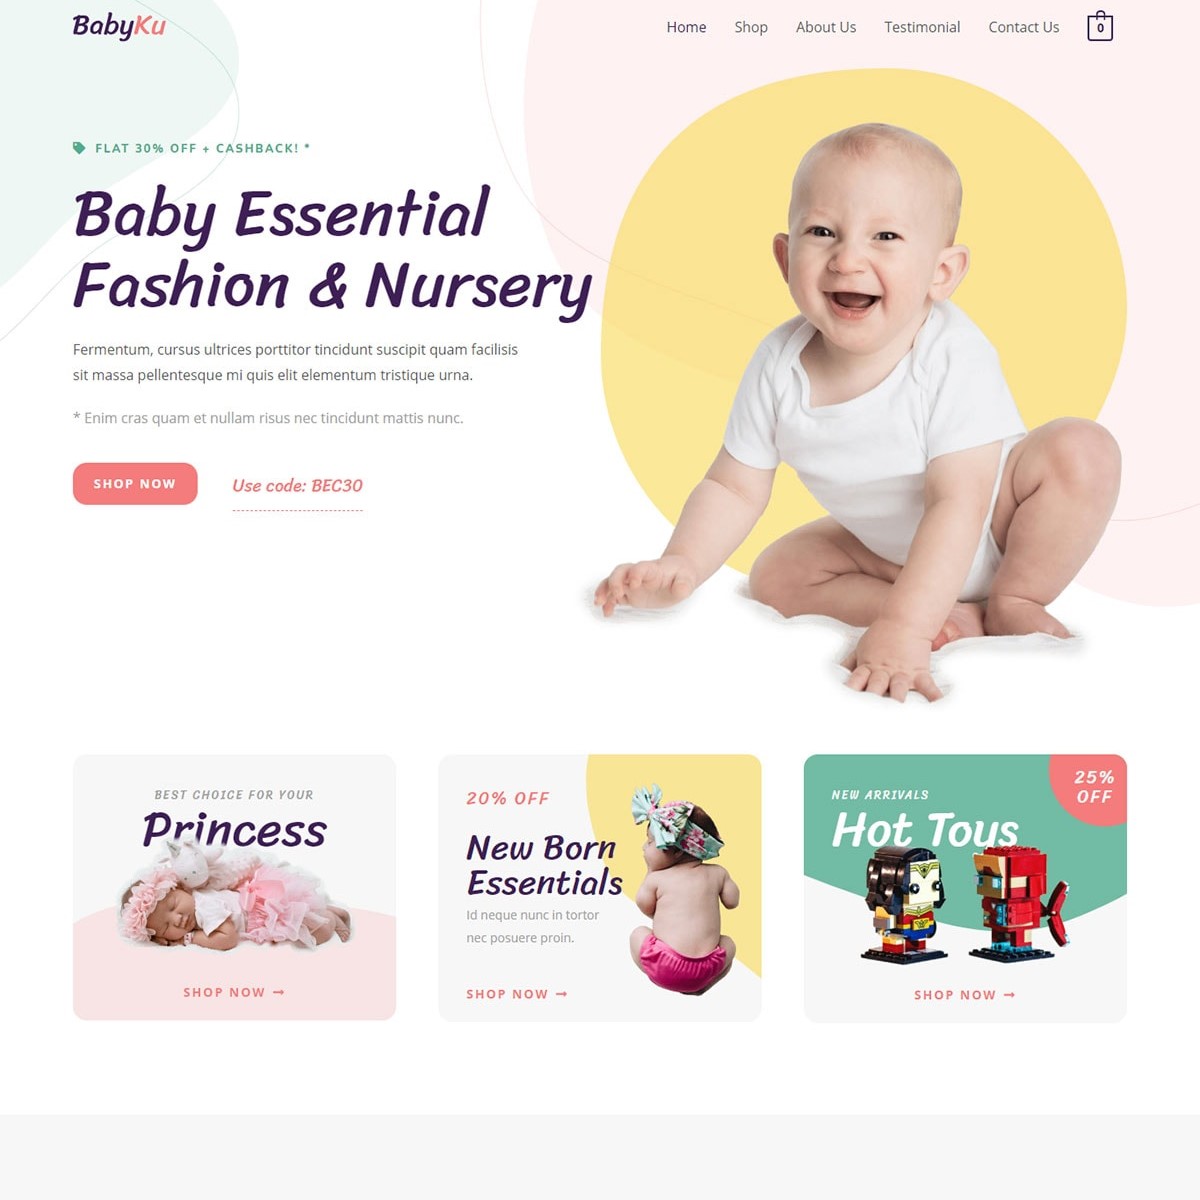 BabyKu
Home Shop About Us Testimonial Contact Us 0
FLAT 30% OFF + CASHBACK! *
Baby Essential
Fashion & Nursery
Fermentum, cursus ultrices porttitor tincidunt suscipit quam facilisis
sit massa pellentesque mi quis elit elementum tristique urna.
* Enim cras quam et nullam risus nec tincidunt mattis nunc.
SHOP NOW
Use code: BEC30
BEST CHOICE FOR YOUR
Princess
SHOP NOW →
20% OFF
New Born
Essentials
Id neque nunc in tortor
nec posuere proin.
SHOP NOW →
25%
OFF
NEW ARRIVALS
Hot Toys
SHOP NOW →